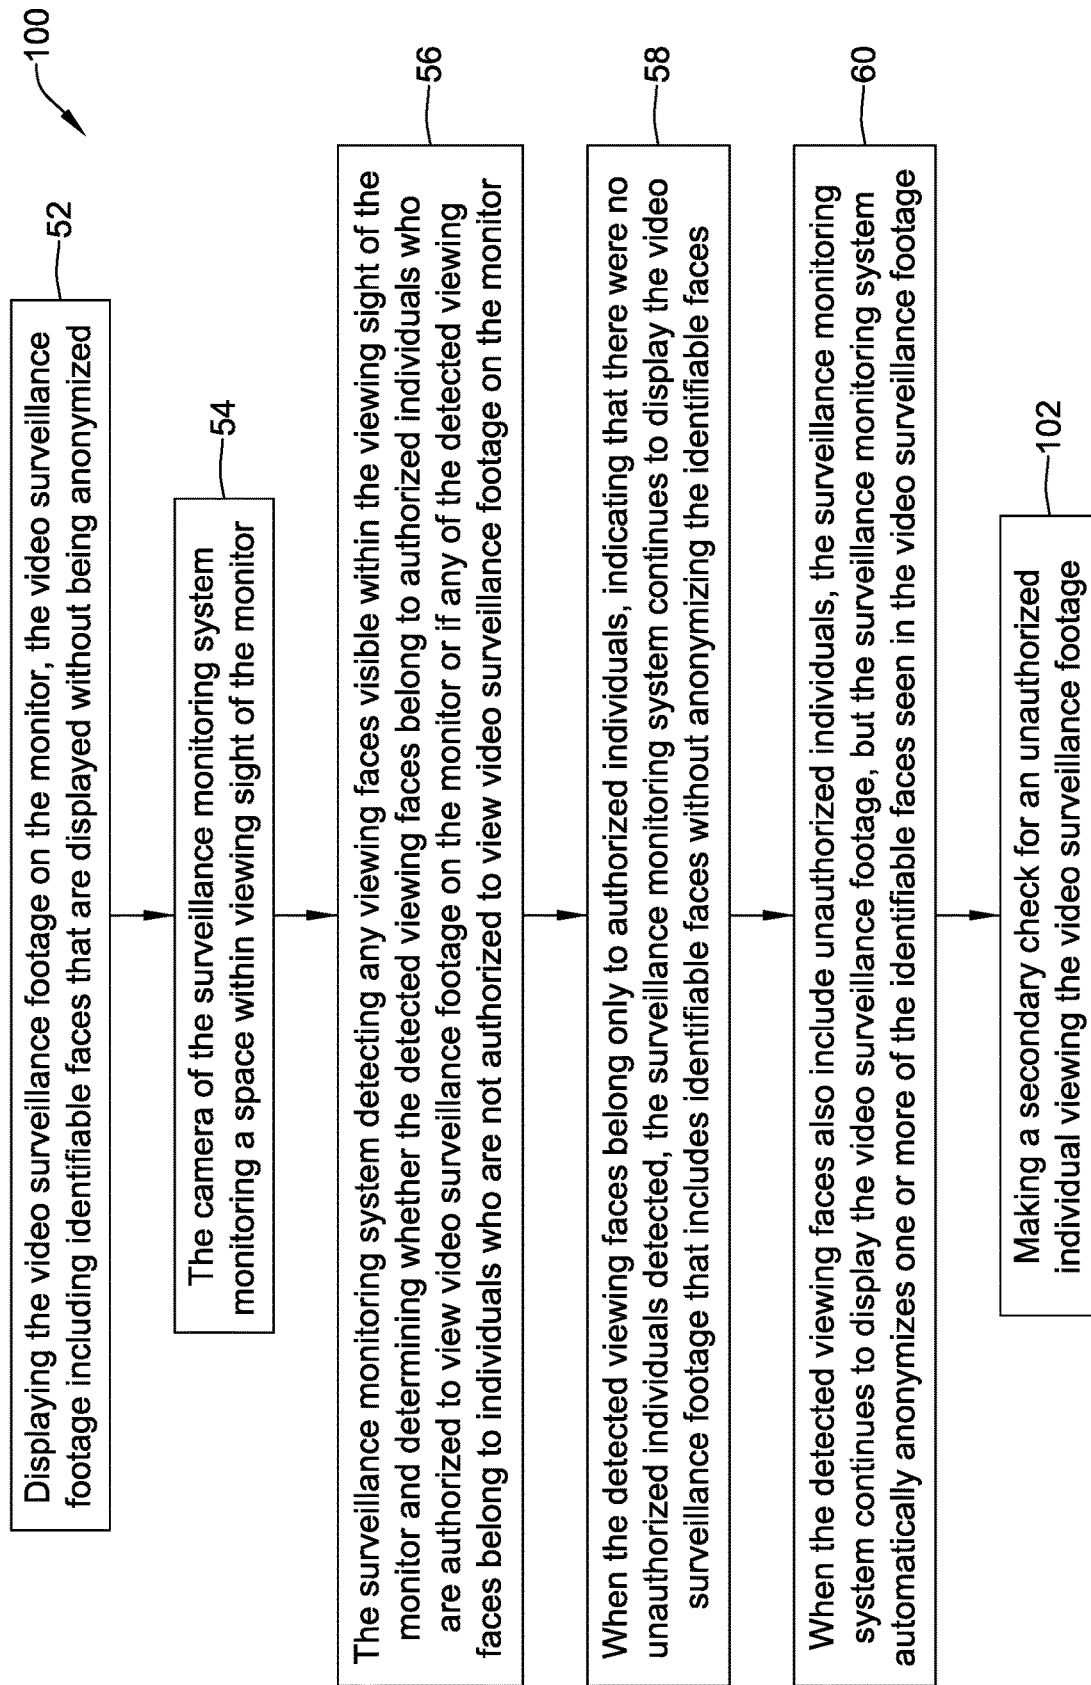 100
52
Displaying the video surveillance footage on the monitor, the video surveillance
footage including identifiable faces that are displayed without being anonymized
54
The camera of the surveillance monitoring system
monitoring a space within viewing sight of the monitor
56
The surveillance monitoring system detecting any viewing faces visible within the viewing sight of the
monitor and determining whether the detected viewing faces belong to authorized individuals who
are authorized to view video surveillance footage on the monitor or if any of the detected viewing
faces belong to individuals who are not authorized to view video surveillance footage on the monitor
58
When the detected viewing faces belong only to authorized individuals, indicating that there were no
unauthorized individuals detected, the surveillance monitoring system continues to display the video
surveillance footage that includes identifiable faces without anonymizing the identifiable faces
60
When the detected viewing faces also include unauthorized individuals, the surveillance monitoring
system continues to display the video surveillance footage, but the surveillance monitoring system
automatically anonymizes one or more of the identifiable faces seen in the video surveillance footage
102
Making a secondary check for an unauthorized
individual viewing the video surveillance footage